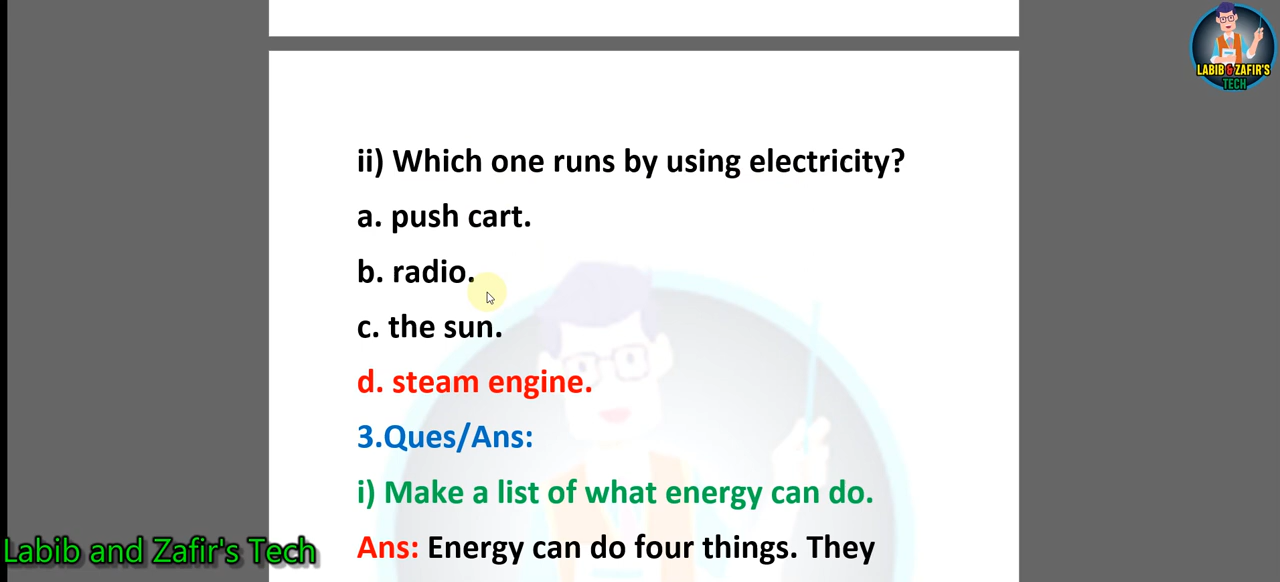 LABIB & ZAFIR'S
TECH
ii) Which one runs by using electricity?
a. push cart.
b. radio.
c. the sun.
d. steam engine.
3.Ques/Ans:
i) Make a list of what energy can do.
Ans: Energy can do four things. They
Labib and Zafir's Tech